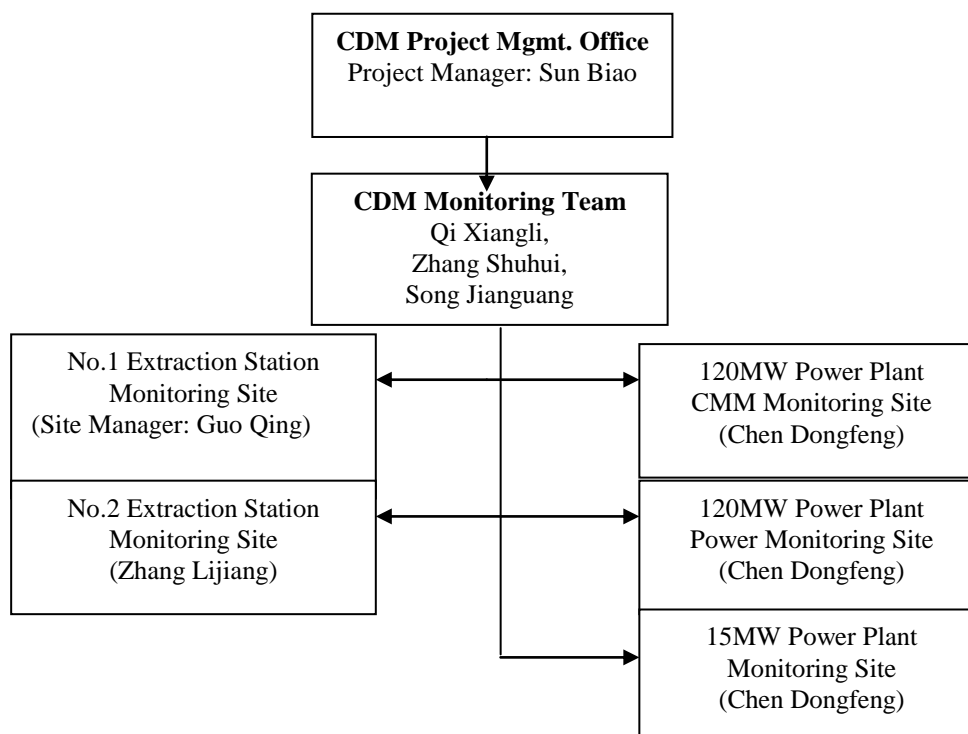 CDM Project Mgmt. Office
Project Manager: Sun Biao
CDM Monitoring Team
Qi Xiangli,
Zhang Shuhui,
Song Jianguang
No.1 Extraction Station
Monitoring Site
(Site Manager: Guo Qing)
120MW Power Plant
CMM Monitoring Site
(Chen Dongfeng)
No.2 Extraction Station
Monitoring Site
(Zhang Lijiang)
120MW Power Plant
Power Monitoring Site
(Chen Dongfeng)
15MW Power Plant
Monitoring Site
(Chen Dongfeng)